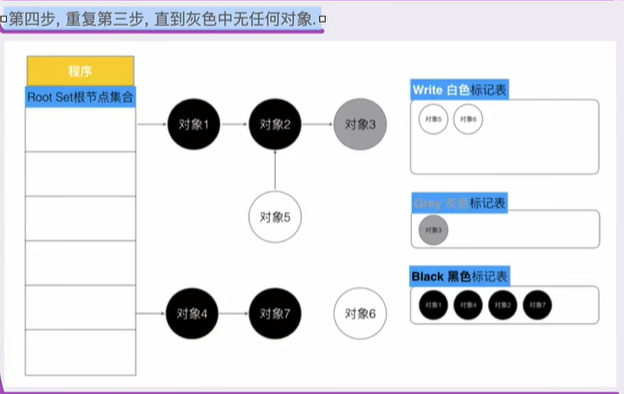 第四步, 重复第三步, 直到灰色中无任何对象.
程序
Root Set根节点集合
对象1
对象2
对象3
对象5
对象4
对象7
对象6
Write 白色标记表
对象5 对象6
Grey 灰色标记表
对象3
Black 黑色标记表
对象1 对象4 对象2 对象7